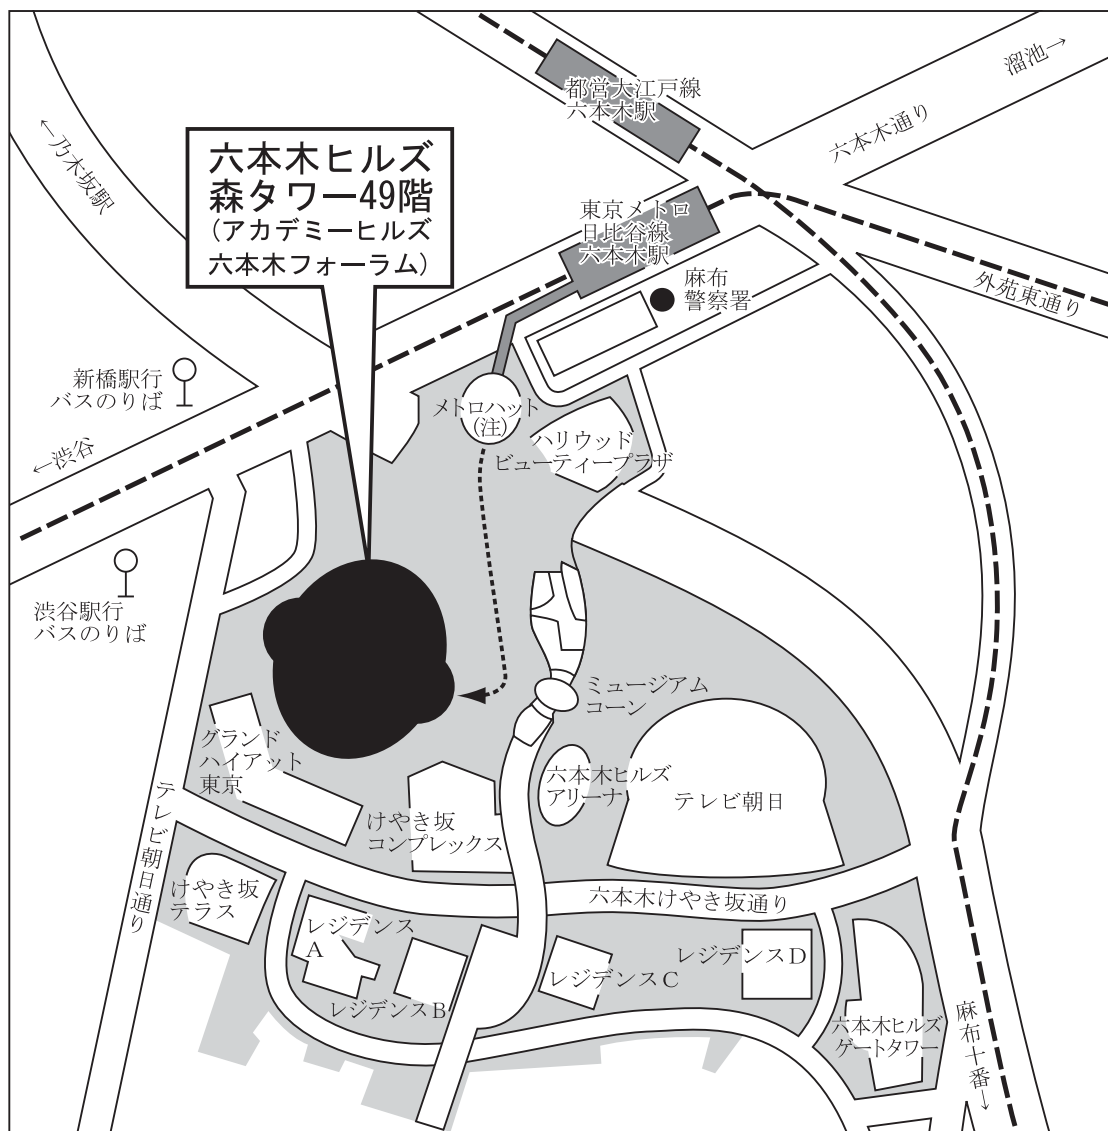 溜池→
都営大江戸線
六本木駅
六本木通り
←乃木坂駅
六本木ヒルズ
森タワー49階
(アカデミーヒルズ
六本木フォーラム)
東京メトロ
日比谷線
六本木駅
麻布
警察署
外苑東通り
新橋駅行
バスのりば
メトロハット
(注)
ハリウッド
ビューティープラザ
←渋谷
渋谷駅行
バスのりば
ミュージアム
コーン
グランド
ハイアット
東京
六本木ヒルズ
アリーナ
テレビ朝日
けやき坂
コンプレックス
テレビ朝日通り
けやき坂
テラス
六本木けやき坂通り
レジデンス
A
レジデンスB
レジデンスC
レジデンスD
六本木ヒルズ
ゲートタワー
麻布十番→